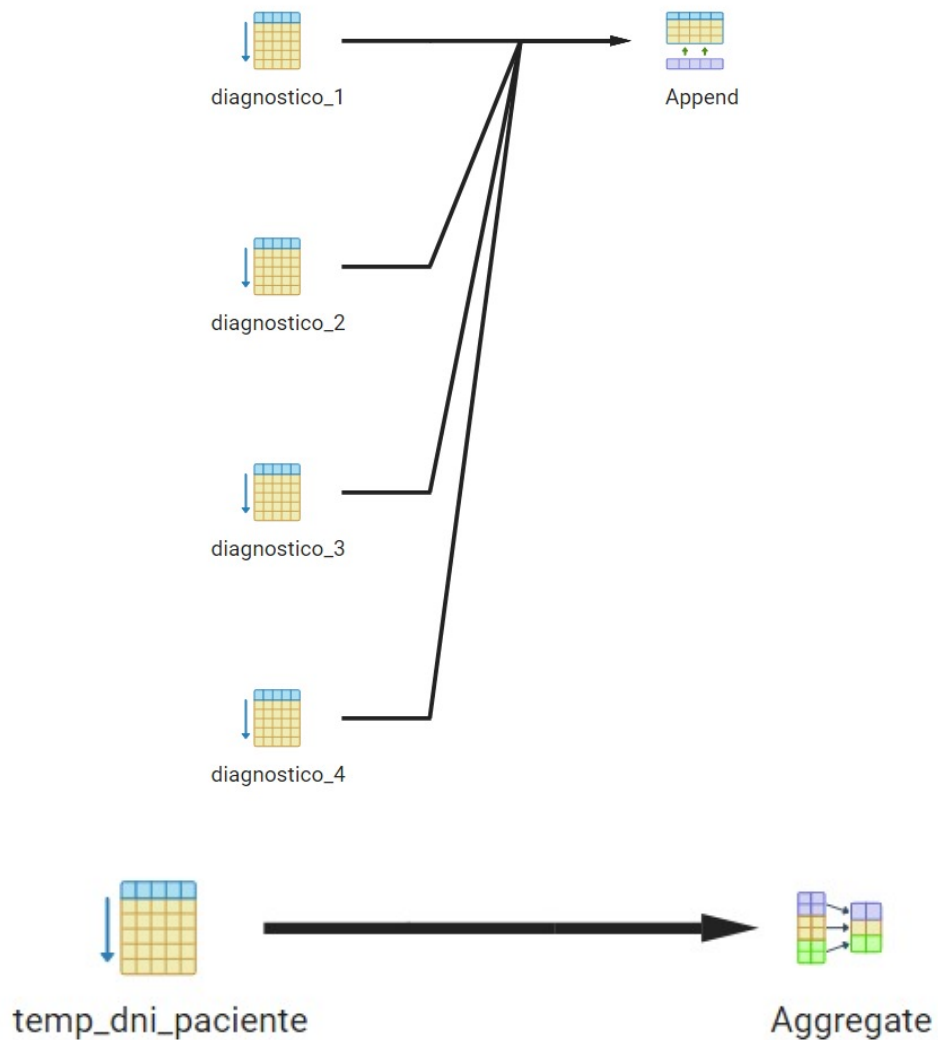 diagnostico_1
Append
diagnostico_2
diagnostico_3
diagnostico_4
temp_dni_paciente
Aggregate